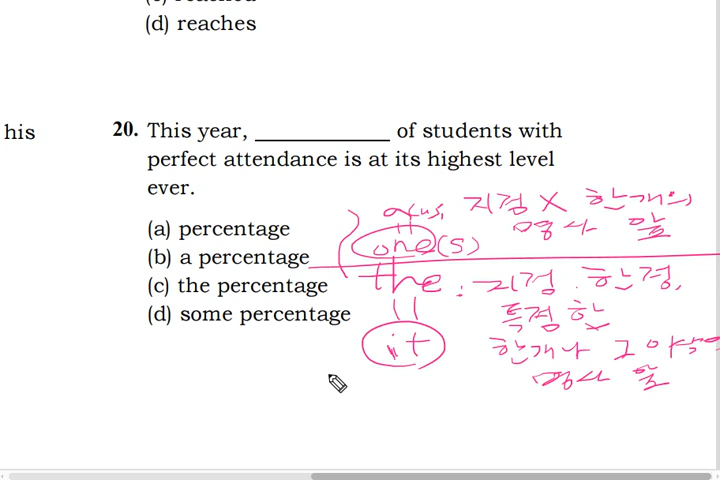 (d) reaches
his
20. This year, ____________ of students with
perfect attendance is at its highest level
ever.
(a) percentage
(b) a percentage
(c) the percentage
(d) some percentage
지정 X 한개의
one(s) 명사 앞
the : 지정. 한정,
특정한
it 한개나 그 이상의
명사 앞